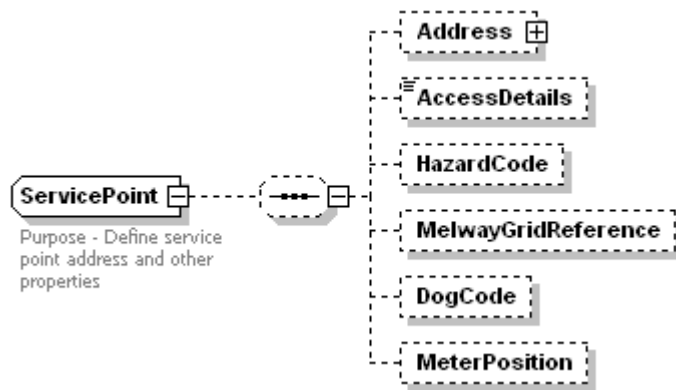 Address
AccessDetails
HazardCode
ServicePoint
Purpose - Define service
point address and other
properties
MelwayGridReference
DogCode
MeterPosition